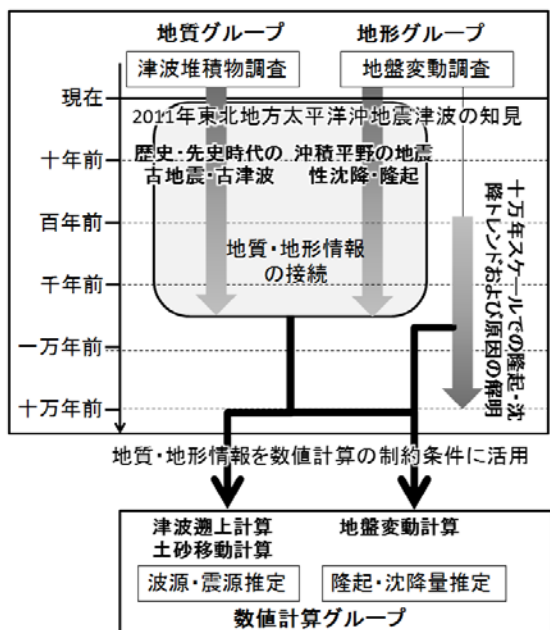 地質グループ
地形グループ
津波堆積物調査
地盤変動調査
現在
2011年東北地方太平洋沖地震津波の知見
十年前
歴史・先史時代の
古地震・古津波
沖積平野の地震
性沈降・隆起
百年前
地質・地形情報
の接続
千年前
一万年前
十万年前
十万年スケールでの隆起・沈
降トレンドおよび原因の解明
地質・地形情報を数値計算の制約条件に活用
津波遡上計算
土砂移動計算
地盤変動計算
波源・震源推定
隆起・沈降量推定
数値計算グループ